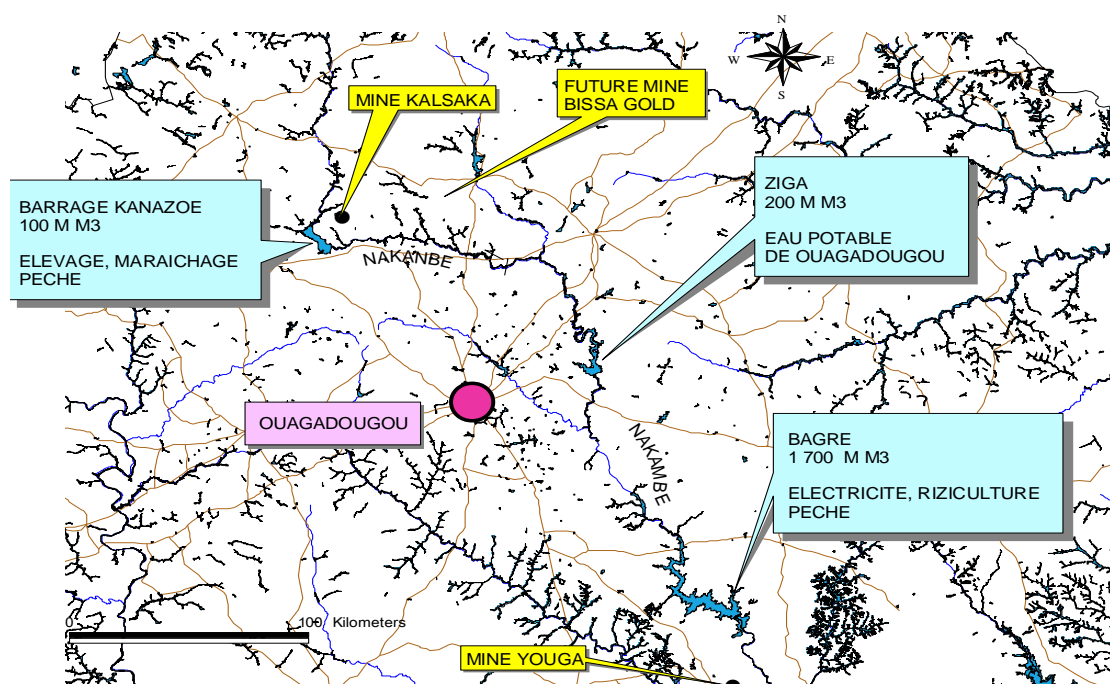 N
W
E
S
MINE KALSAKA
FUTURE MINE
BISSA GOLD
BARRAGE KANAZOE
100 M M3
ELEVAGE, MARAICHAGE
PECHE
ZIGA
200 M M3
EAU POTABLE
DE OUAGADOUGOU
NAKANBE
OUAGADOUGOU
NAKAMBE
BAGRE
1 700 M M3
ELECTRICITE, RIZICULTURE
PECHE
0
100 Kilometers
MINE YOUGA